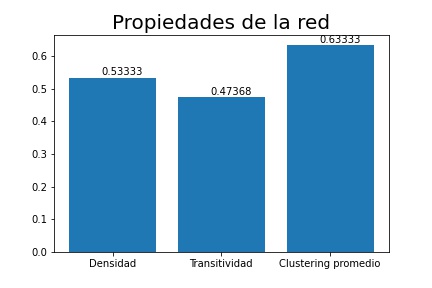 Propiedades de la red
0.63333
0.53333
0.47368
0.6
0.5
0.4
0.3
0.2
0.1
0.0
Densidad
Transitividad
Clustering promedio